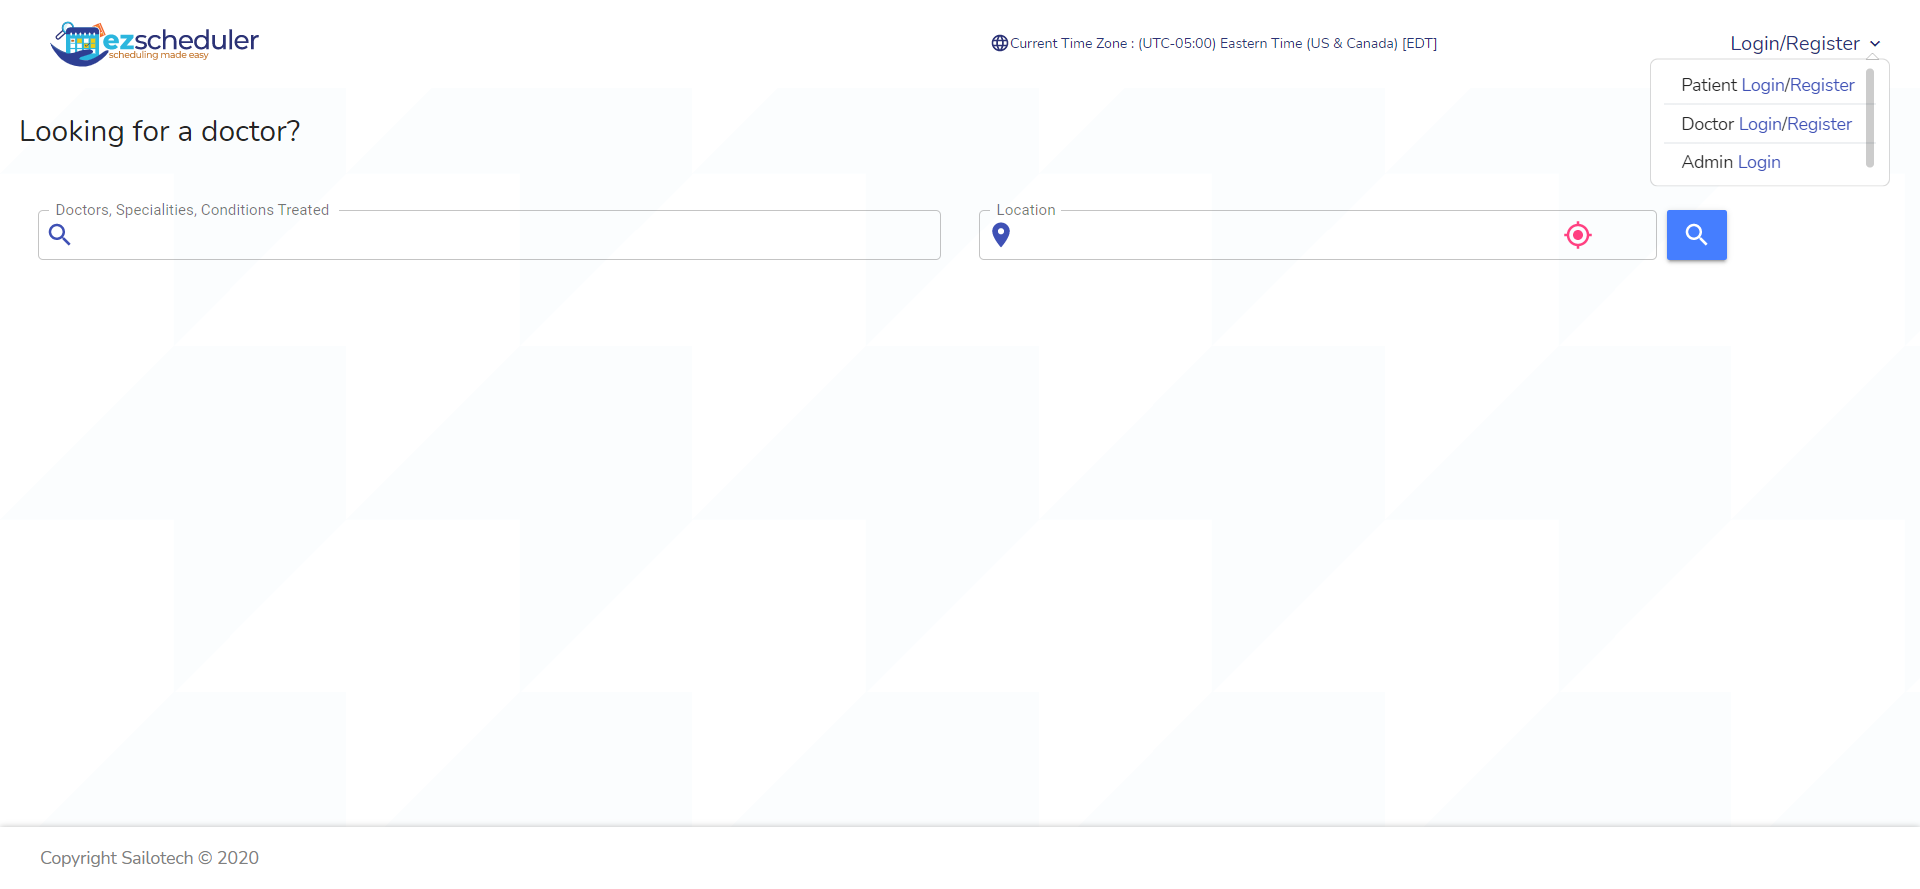 ezscheduler
scheduling made easy
Current Time Zone : (UTC-05:00) Eastern Time (US & Canada) [EDT]
Login/Register
Patient Login/Register
Doctor Login/Register
Admin Login
Looking for a doctor?
Doctors, Specialities, Conditions Treated
Location
Copyright Sailotech © 2020